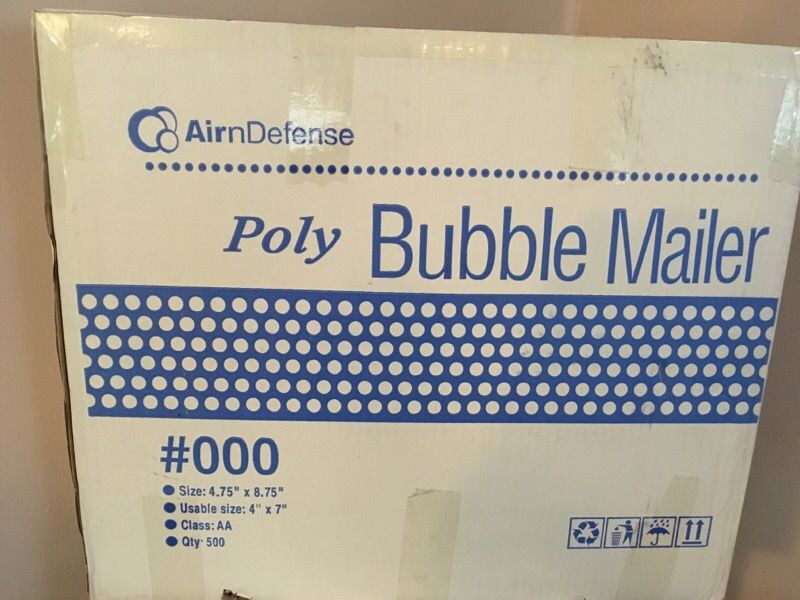 AirnDefense
Poly Bubble Mailer
#000
Size: 4.75" x 8.75"
Usable size: 4" x 7"
Class: AA
Qty: 500